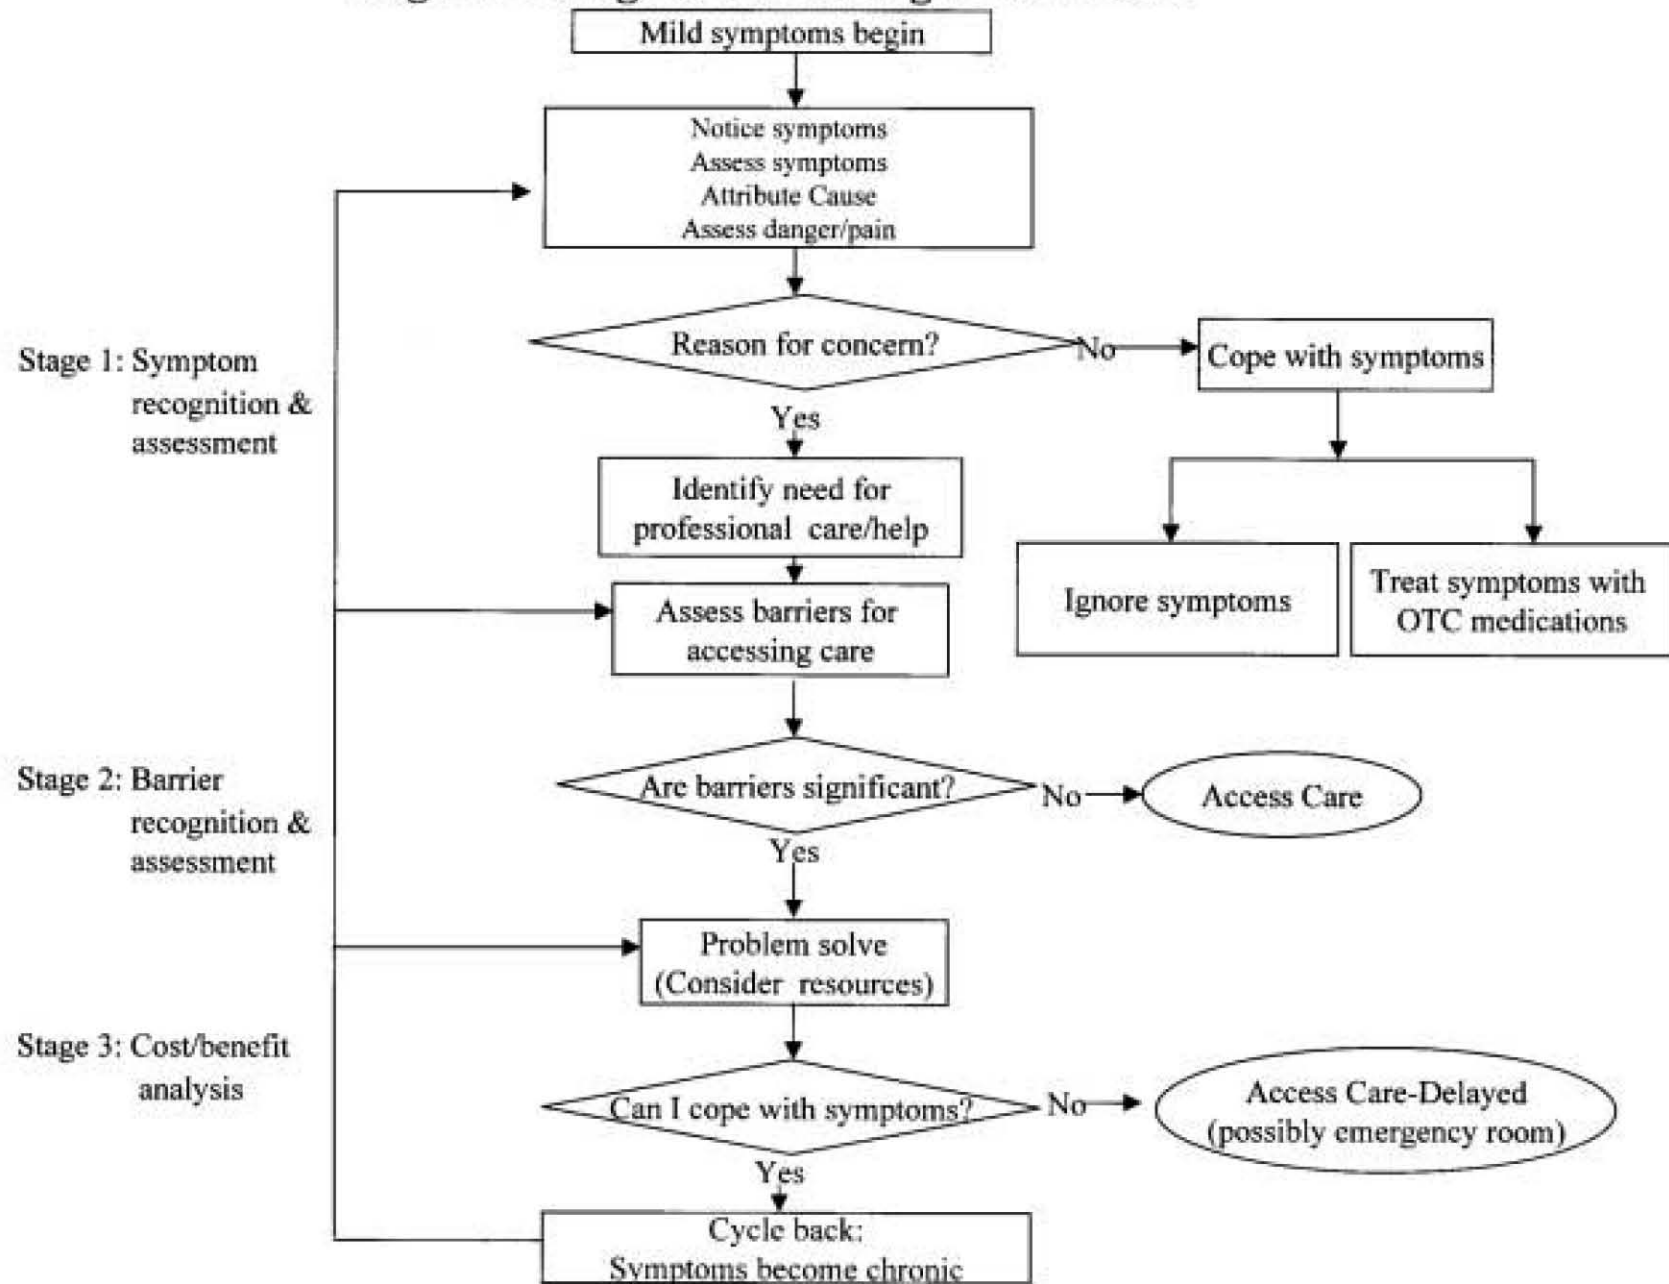 Mild symptoms begin
Notice symptoms
Assess symptoms
Attribute Cause
Assess danger/pain
Stage 1: Symptom
recognition &
assessment
Reason for concern?
No
Cope with symptoms
Yes
Identify need for
professional care/help
Ignore symptoms
Treat symptoms with
OTC medications
Assess barriers for
accessing care
Stage 2: Barrier
recognition &
assessment
Are barriers significant?
No
Access Care
Yes
Problem solve
(Consider resources)
Stage 3: Cost/benefit
analysis
Can I cope with symptoms?
No
Access Care-Delayed
(possibly emergency room)
Yes
Cycle back:
Symptoms become chronic